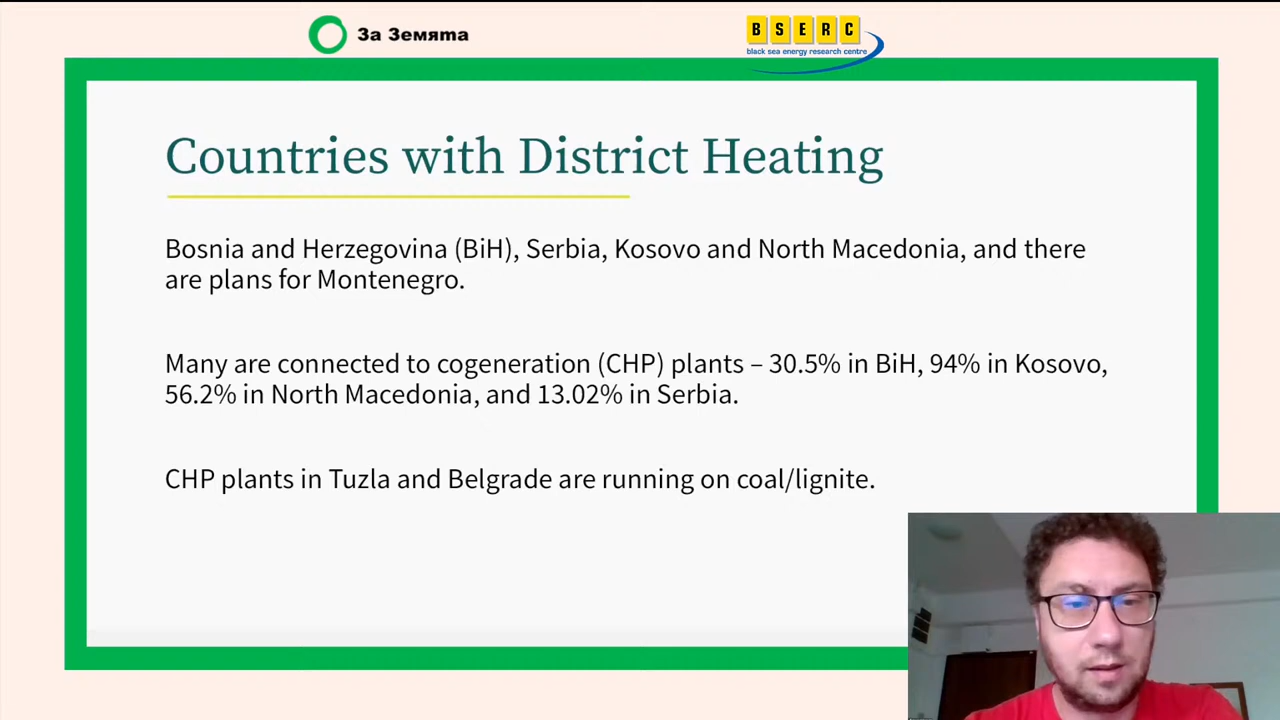 За Земята
BSERC
black sea energy research centre
Countries with District Heating
Bosnia and Herzegovina (BiH), Serbia, Kosovo and North Macedonia, and there
are plans for Montenegro.
Many are connected to cogeneration (CHP) plants – 30.5% in BiH, 94% in Kosovo,
56.2% in North Macedonia, and 13.02% in Serbia.
CHP plants in Tuzla and Belgrade are running on coal/lignite.